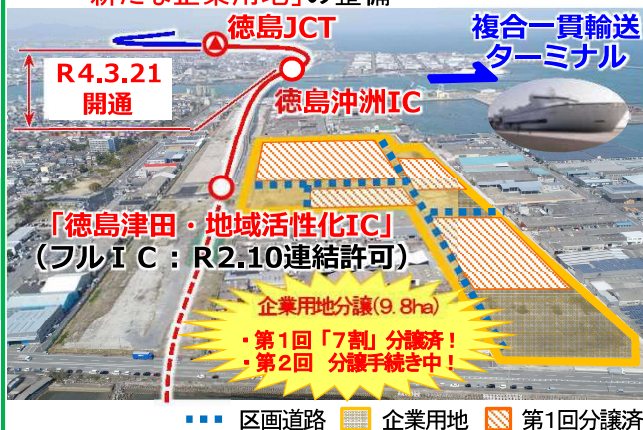 新たな企業用地」の整備
徳島JCT
複合一貫輸送
ターミナル
R4.3.21
開通
徳島沖洲IC
「徳島津田・地域活性化IC」
(フルIC:R2.10連結許可)
企業用地分譲(9.8ha)
・第1回「7割」分譲済!
・第2回 分譲手続き中!
区画道路 企業用地 第1回分譲済